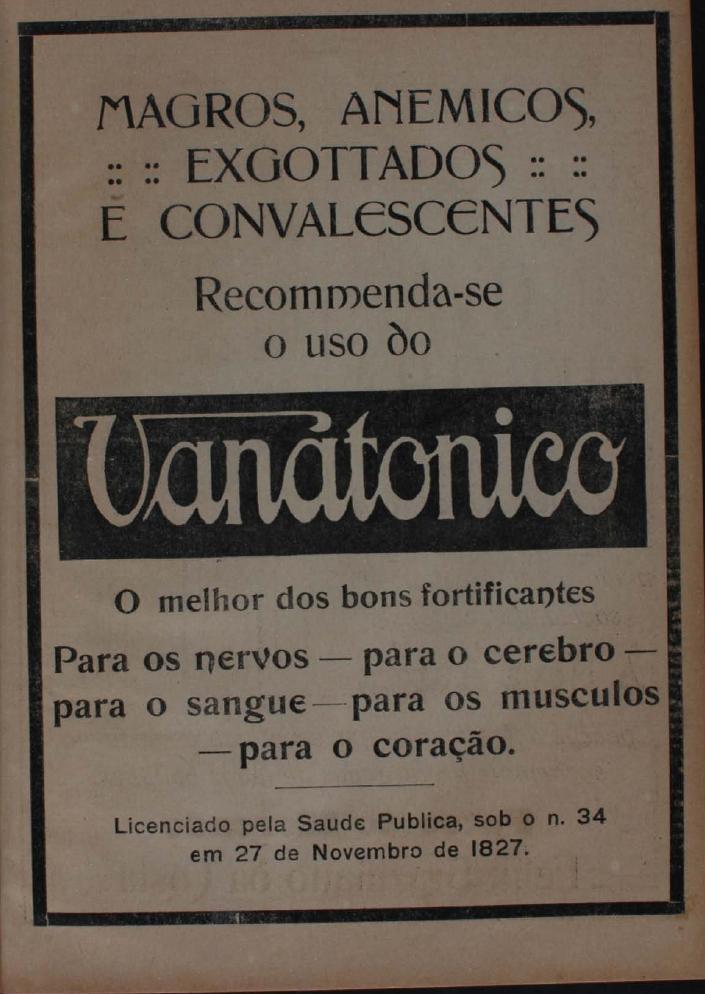 MAGROS, ANEMICOS,
:: :: EXGOTTADOS :: ::
E CONVALESCENTES
Recommenda-se
o uso do
Vanátonico
O melhor dos bons fortificantes
Para os nervos — para o cerebro —
para o sangue — para os musculos
— para o coração.
Licenciado pela Saude Publica, sob o n. 34
em 27 de Novembro de 1827.